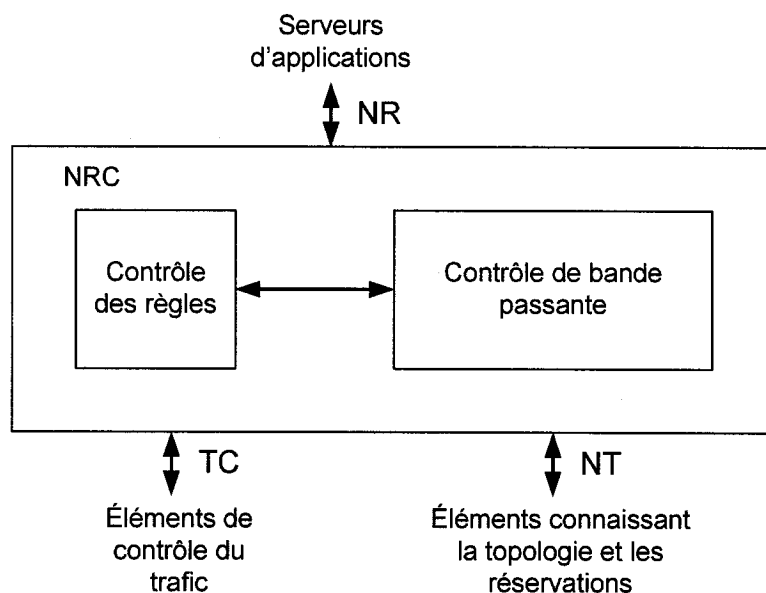 Serveurs
d'applications
NR
NRC
Contrôle
des règles
Contrôle de bande
passante
TC
NT
Éléments de
contrôle du
trafic
Éléments connaissant
la topologie et les
réservations